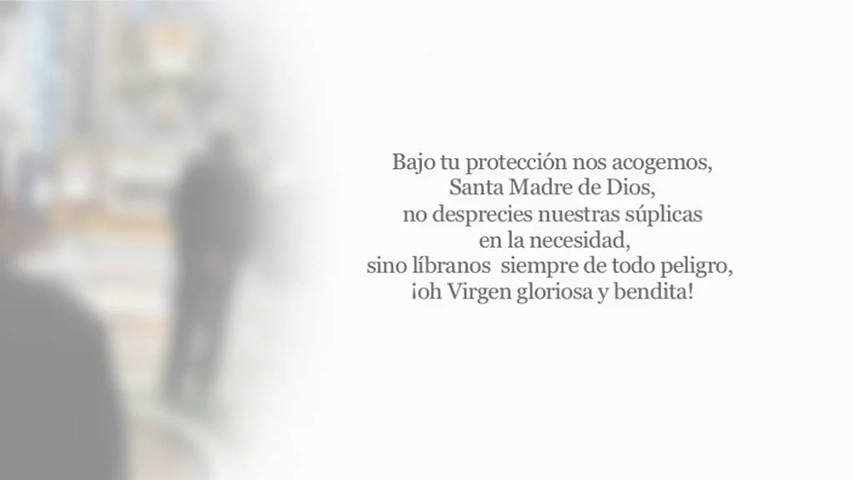 Bajo tu protección nos acogemos,
Santa Madre de Dios,
no desprecies nuestras súplicas
en la necesidad,
sino líbranos siempre de todo peligro,
¡oh Virgen gloriosa y bendita!